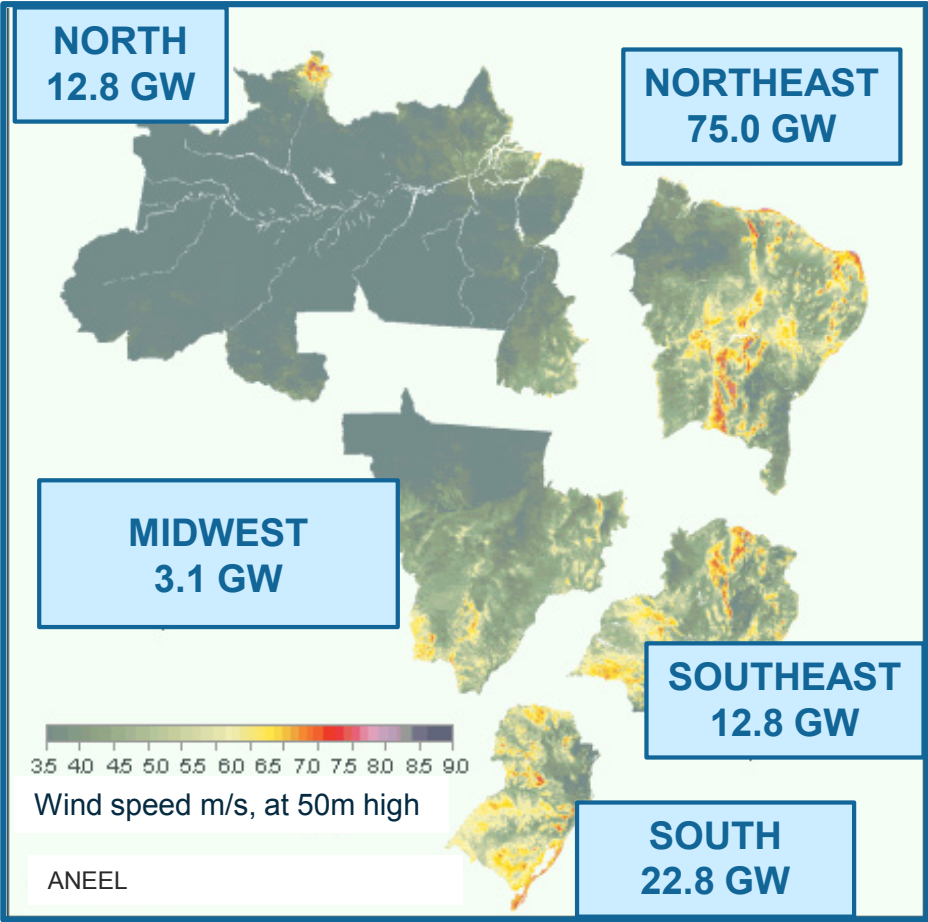 NORTH
12.8 GW
NORTHEAST
75.0 GW
MIDWEST
3.1 GW
SOUTHEAST
12.8 GW
3.5 4.0 4.5 5.0 5.5 6.0 6.5 7.0 7.5 8.0 8.5 9.0
Wind speed m/s, at 50m high
SOUTH
22.8 GW
ANEEL